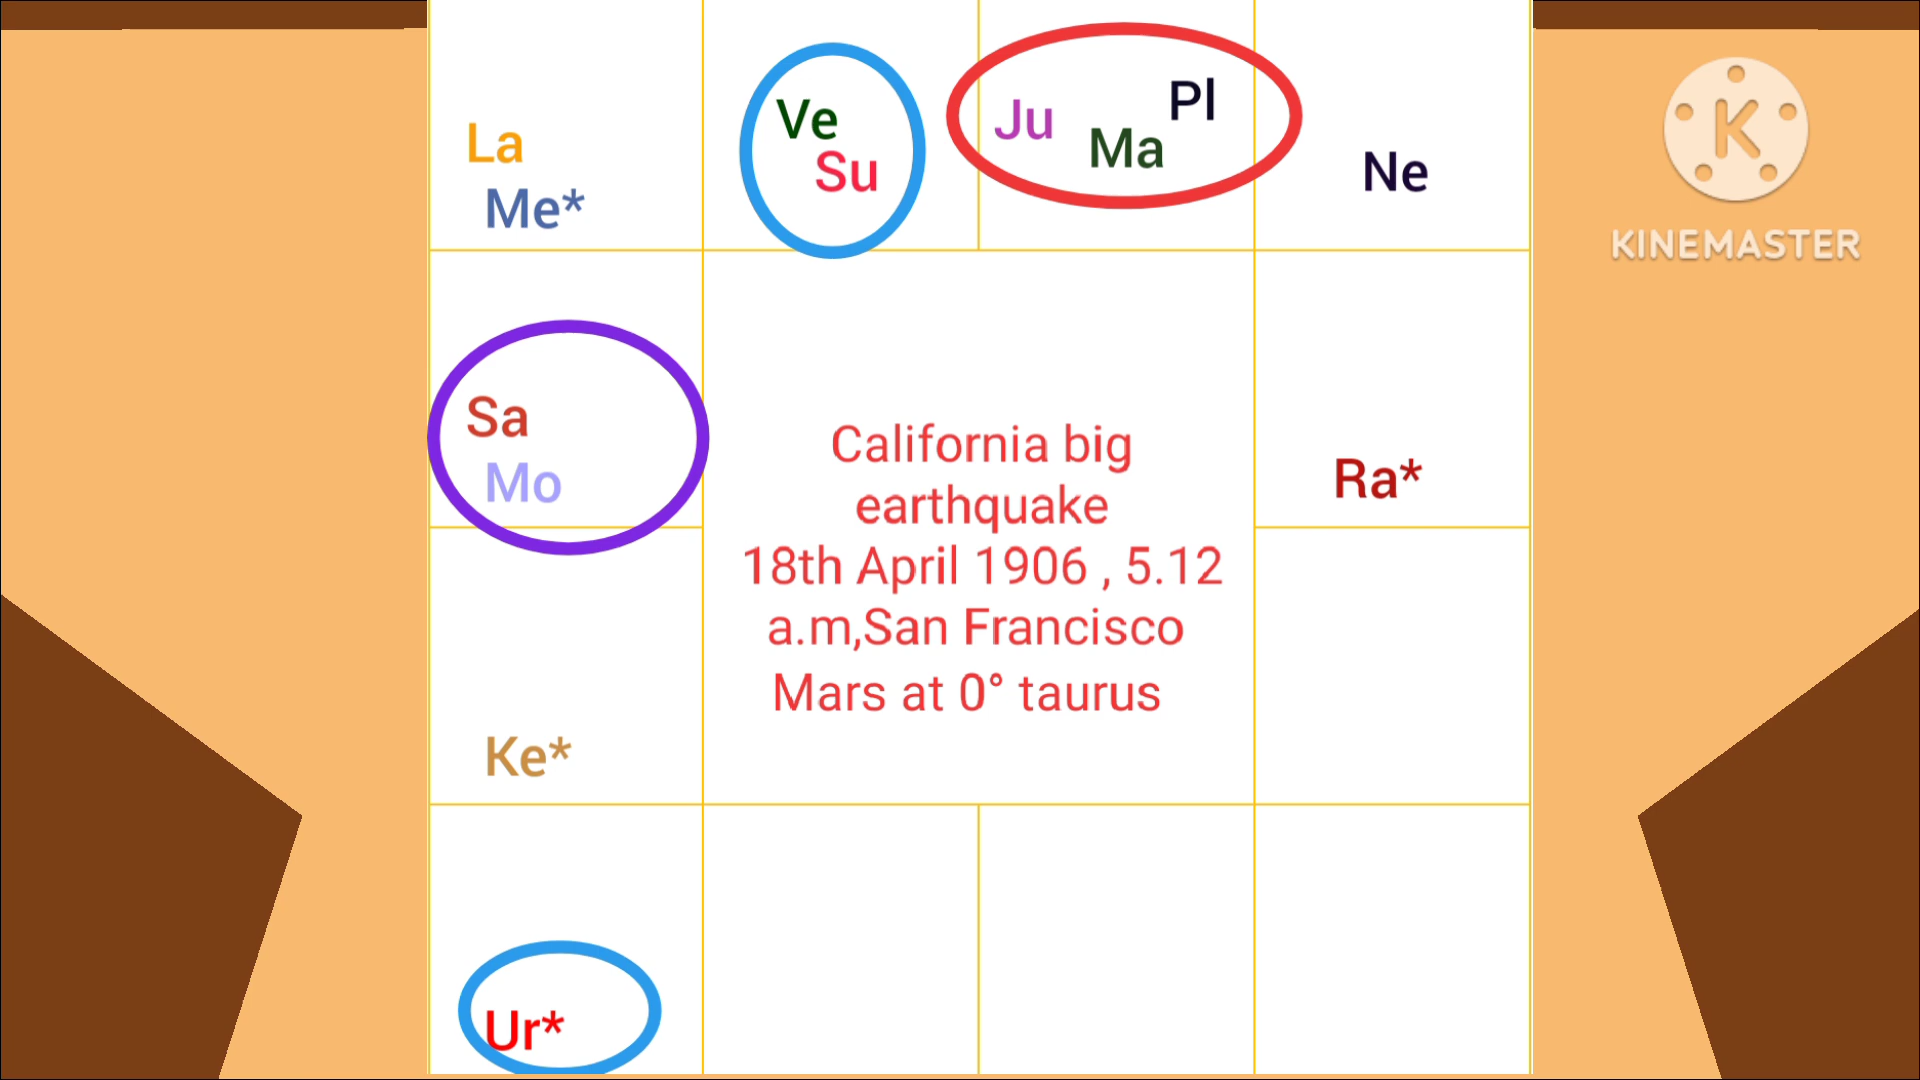 La
Me*
Ve
Su
Ju
Ma
Pl
Ne
K
KINEMASTER
Sa
Mo
California big
earthquake
18th April 1906 , 5.12
a.m,San Francisco
Mars at 0° taurus
Ra*
Ke*
Ur*